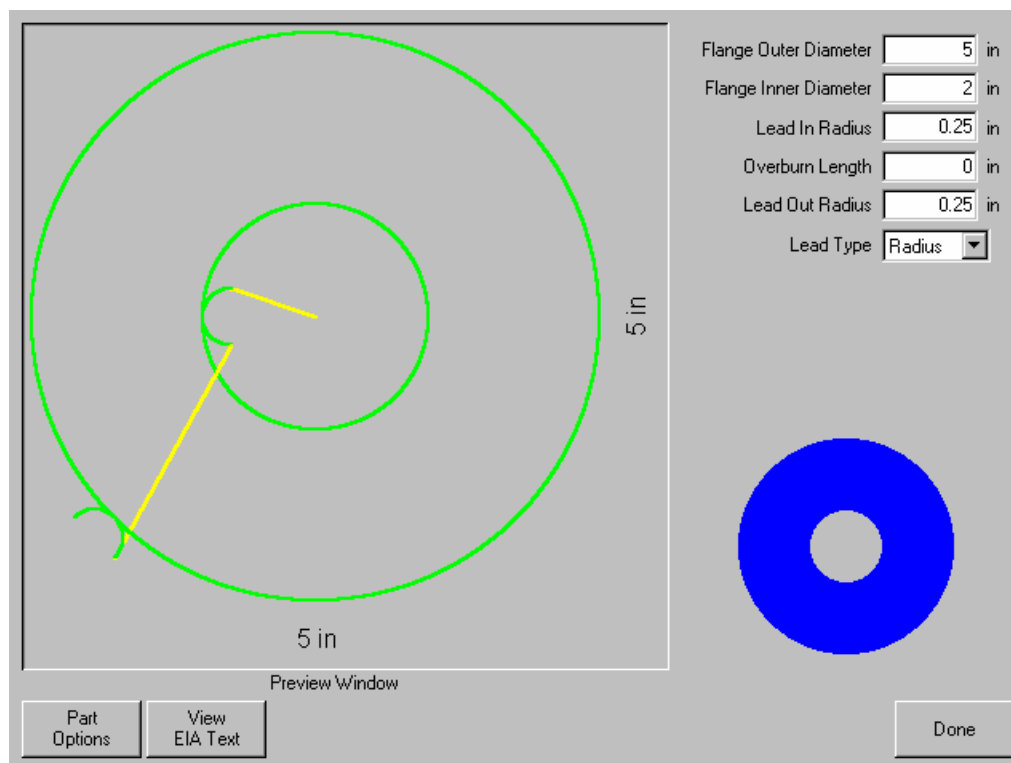 Flange Outer Diameter 5 in
Flange Inner Diameter 2 in
Lead In Radius 0.25 in
Overburn Length 0 in
Lead Out Radius 0.25 in
Lead Type Radius
5 in
5 in
Preview Window
Part
Options
View
EIA Text
Done